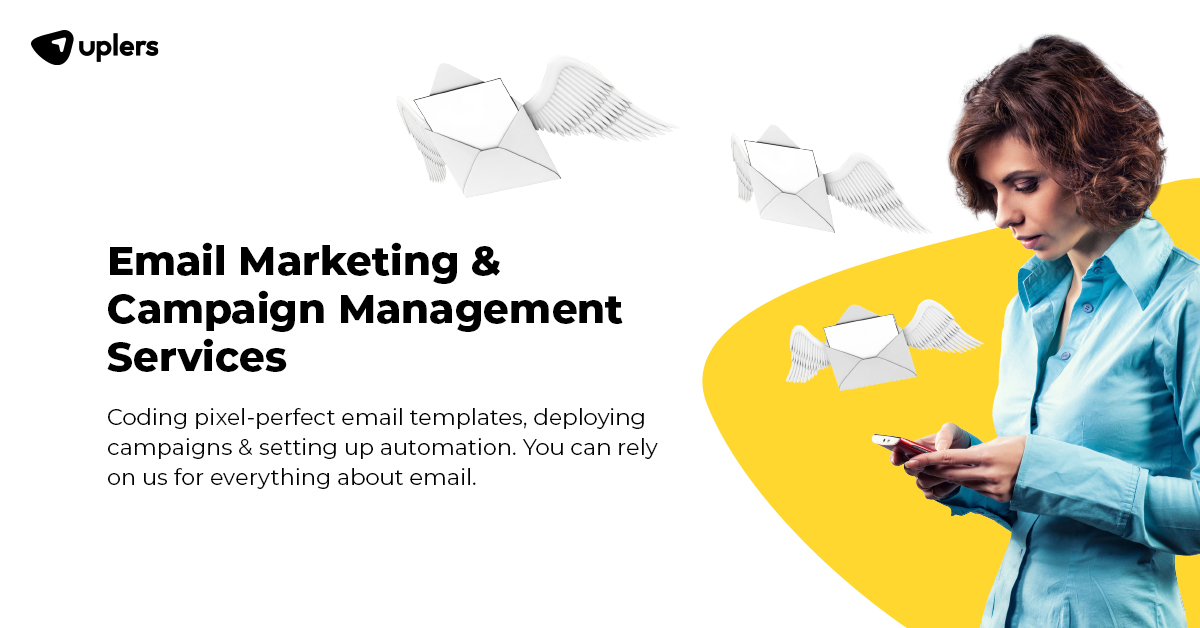 uplers
Email Marketing &
Campaign Management
Services
Coding pixel-perfect email templates, deploying
campaigns & setting up automation. You can rely
on us for everything about email.